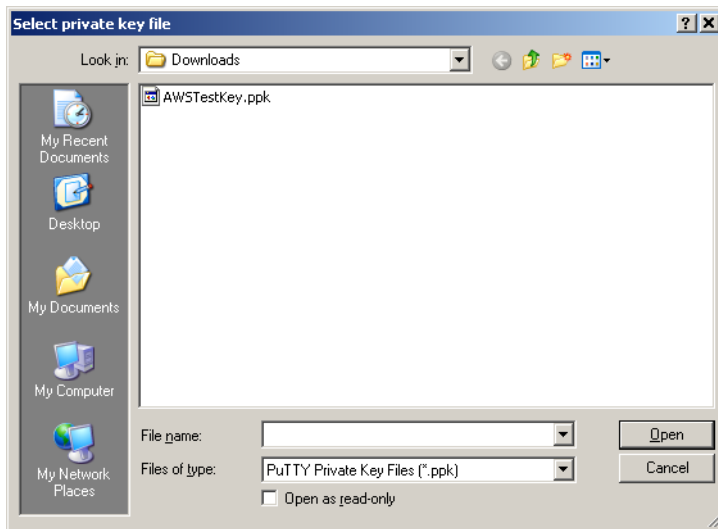 Select private key file
Look in:
Downloads
AWSTestKey.ppk
My Recent
Documents
Desktop
My Documents
My Computer
My Network
Places
File name:
Open
Files of type:
PuTTY Private Key Files (*.ppk)
Cancel
Open as read-only